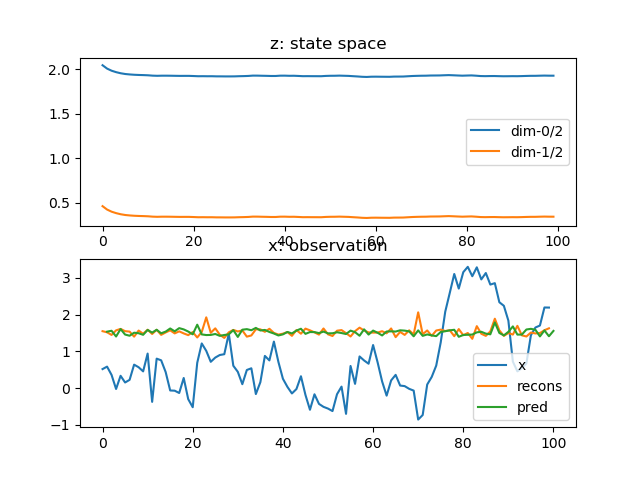 z: state space
2.0
1.5
1.0
0.5
dim-0/2
dim-1/2
0 20 40 60 80 100
x: observation
3
2
1
0
−1
x
recons
pred
0 20 40 60 80 100